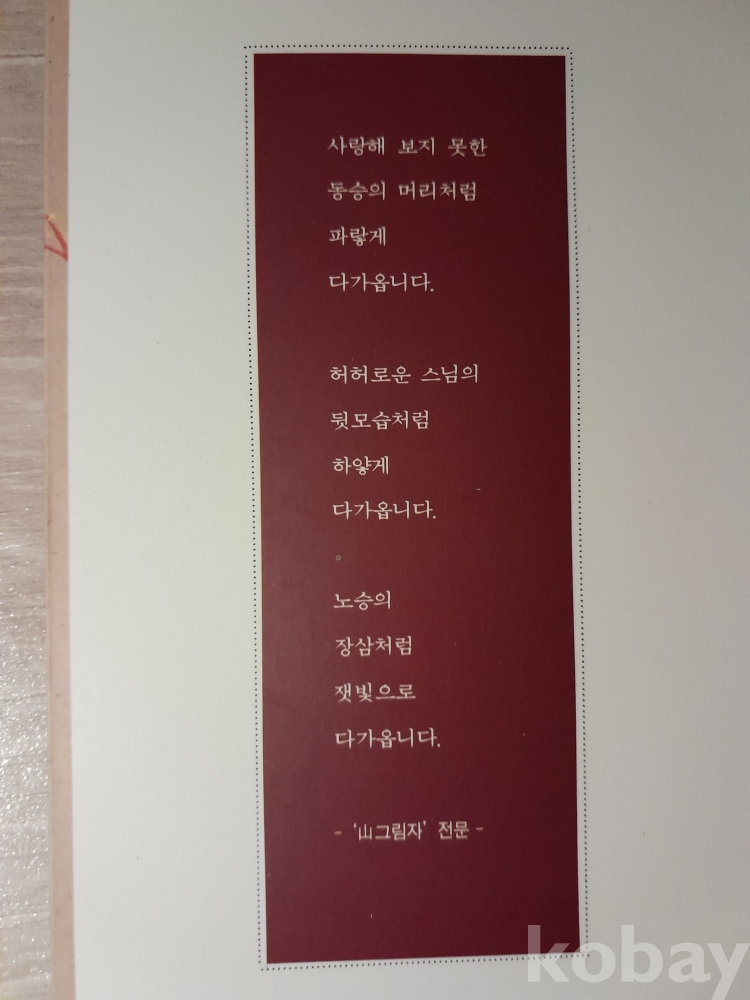 사랑해 보지 못한
동승의 머리처럼
파랗게
다가옵니다.
허허로운 스님의
뒷모습처럼
하얗게
다가옵니다.
노승의
장삼처럼
잿빛으로
다가옵니다.
- '山그림자' 전문 -
kobay